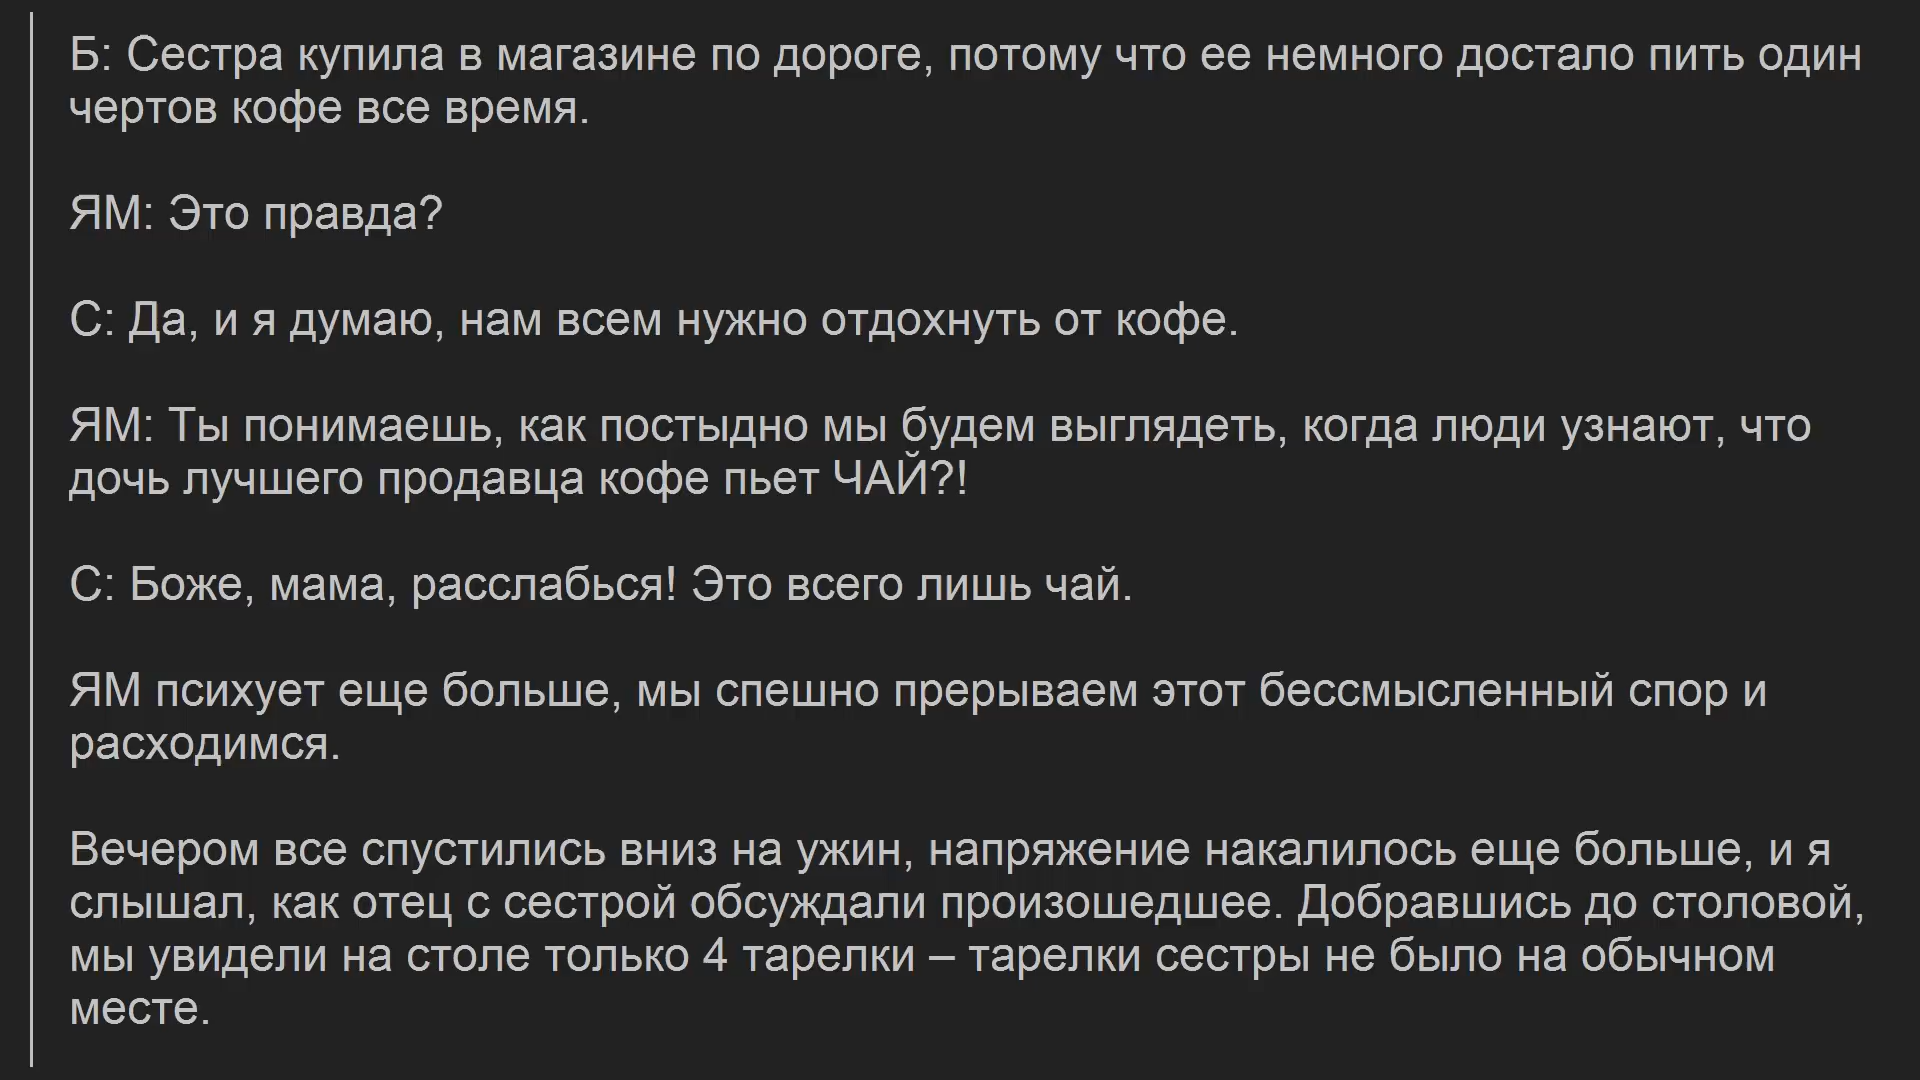 Б: Сестра купила в магазине по дороге, потому что ее немного достало пить один
чертов кофе все время.
ЯМ: Это правда?
С: Да, и я думаю, нам всем нужно отдохнуть от кофе.
ЯМ: Ты понимаешь, как постыдно мы будем выглядеть, когда люди узнают, что
дочь лучшего продавца кофе пьет ЧАЙ?!
С: Боже, мама, расслабься! Это всего лишь чай.
ЯМ психует еще больше, мы спешно прерываем этот бессмысленный спор и
расходимся.
Вечером все спустились вниз на ужин, напряжение накалилось еще больше, и я
слышал, как отец с сестрой обсуждали произошедшее. Добравшись до столовой,
мы увидели на столе только 4 тарелки – тарелки сестры не было на обычном
месте.